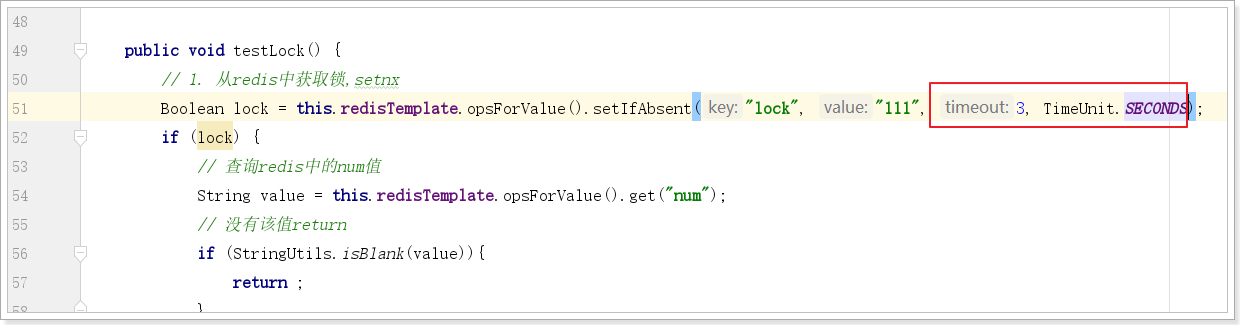 48
49 public void testLock() {
50 // 1. 从redis中获取锁,setnx
51 Boolean lock = this.redisTemplate.opsForValue().setIfAbsent( key: "lock", value: "111", timeout: 3, TimeUnit.SECONDS);
52 if (lock) {
53 // 查询redis中的num值
54 String value = this.redisTemplate.opsForValue().get("num");
55 // 没有该值return
56 if (StringUtils.isBlank(value)){
57 return ;
58 }